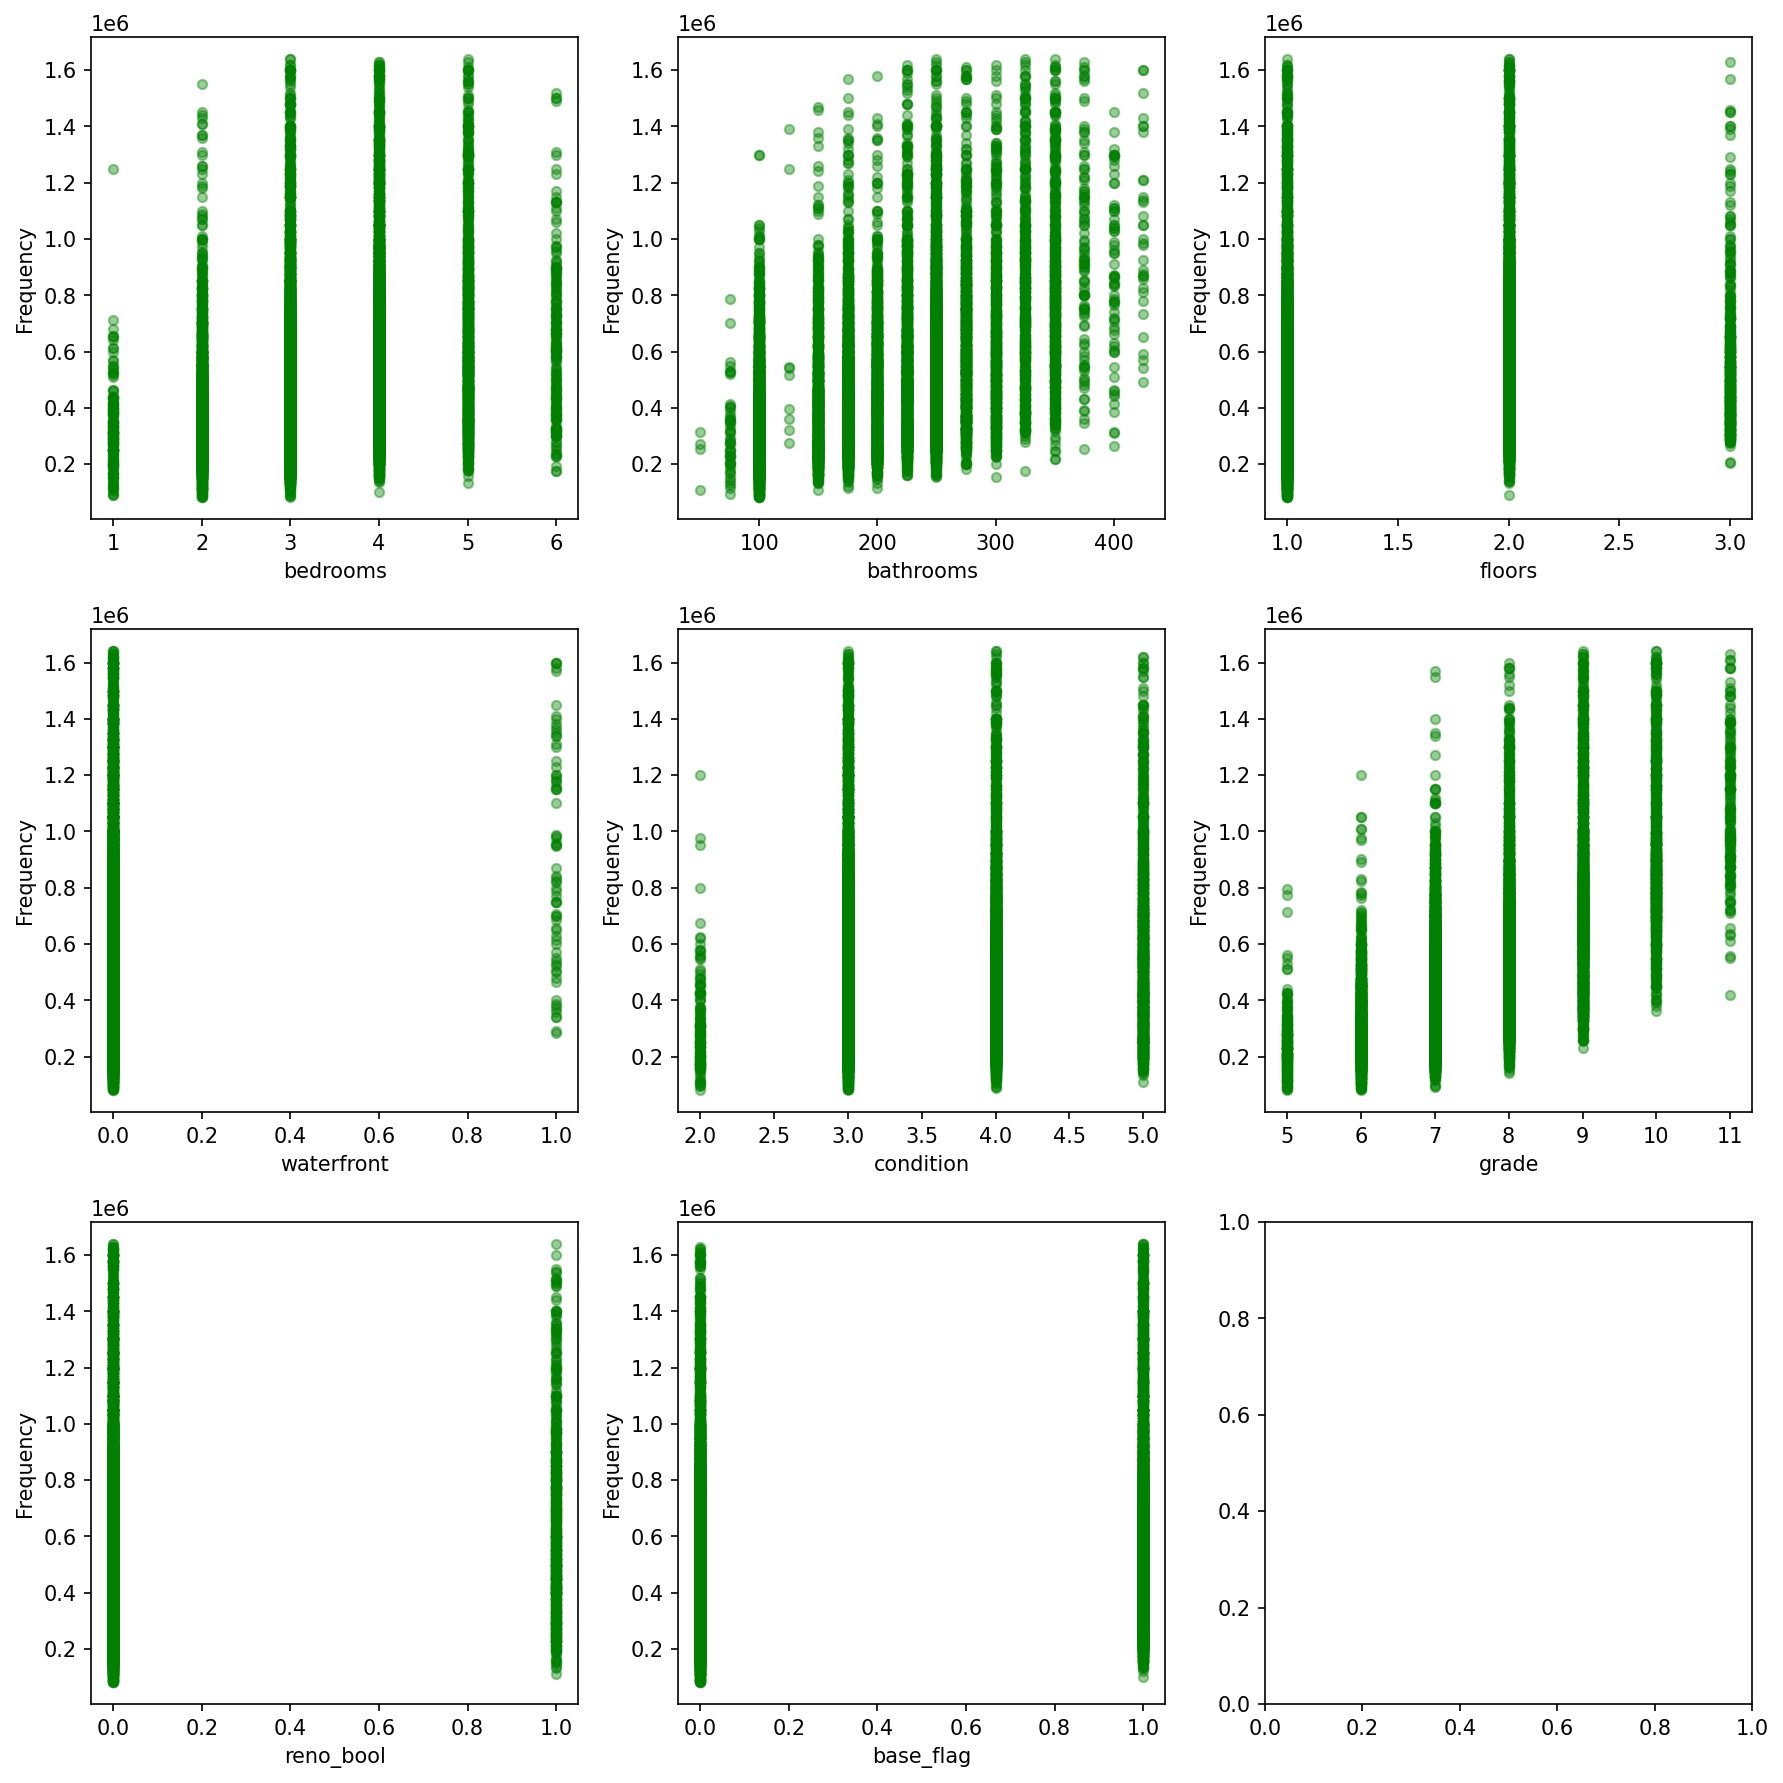 1e6 1e6 1e6
1.6 1.6 1.6
1.4 1.4 1.4
1.2 1.2 1.2
1.0 1.0 1.0
0.8 0.8 0.8
0.6 0.6 0.6
0.4 0.4 0.4
0.2 0.2 0.2
Frequency Frequency Frequency
1 2 3 4 5 6 100 200 300 400 1.0 1.5 2.0 2.5 3.0
bedrooms bathrooms floors
1e6 1e6 1e6
1.6 1.6 1.6
1.4 1.4 1.4
1.2 1.2 1.2
1.0 1.0 1.0
0.8 0.8 0.8
0.6 0.6 0.6
0.4 0.4 0.4
0.2 0.2 0.2
Frequency Frequency Frequency
0.0 0.2 0.4 0.6 0.8 1.0 2.0 2.5 3.0 3.5 4.0 4.5 5.0 5 6 7 8 9 10 11
waterfront condition grade
1e6 1e6 1.0
1.6 1.6 0.8
1.4 1.4 0.6
1.2 1.2 0.4
1.0 1.0 0.2
0.8 0.8 0.0
0.6 0.6
0.4 0.4
0.2 0.2
Frequency Frequency
0.0 0.2 0.4 0.6 0.8 1.0 0.0 0.2 0.4 0.6 0.8 1.0 0.0 0.2 0.4 0.6 0.8 1.0
reno_bool base_flag